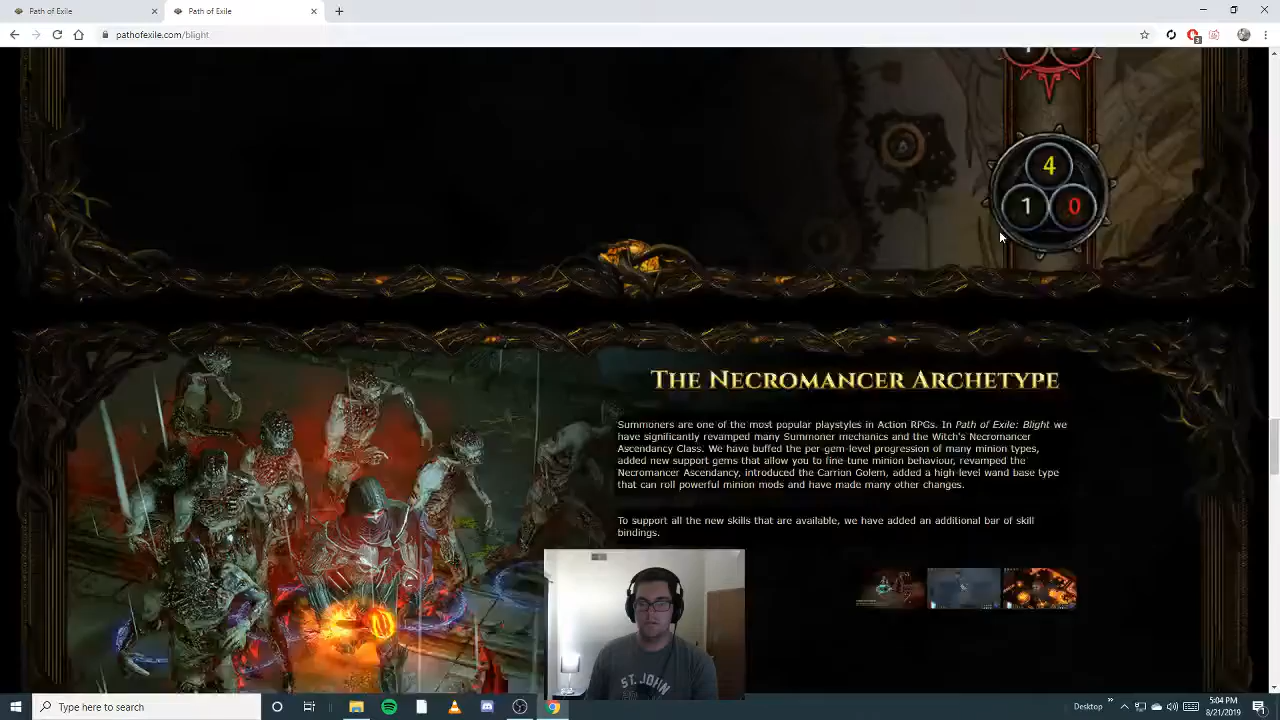 Path of Exile
Path of Exile
pathofexile.com/blight
3
4
1 0
THE NECROMANCER ARCHETYPE
Summoners are one of the most popular playstyles in Action RPGs. In Path of Exile: Blight we
have significantly revamped many Summoner mechanics and the Witch's Necromancer
Ascendancy Class. We have buffed the per-gem-level progression of many minion types,
added new support gems that allow you to fine-tune minion behaviour, revamped the
Necromancer Ascendancy, introduced the Carrion Golem, added a high-level wand base type
that can roll powerful minion mods and have made many other changes.
To support all the new skills that are available, we have added an additional bar of skill
bindings.
ST. JOHN
Type here to search
Desktop
5:04 PM
8/21/2019